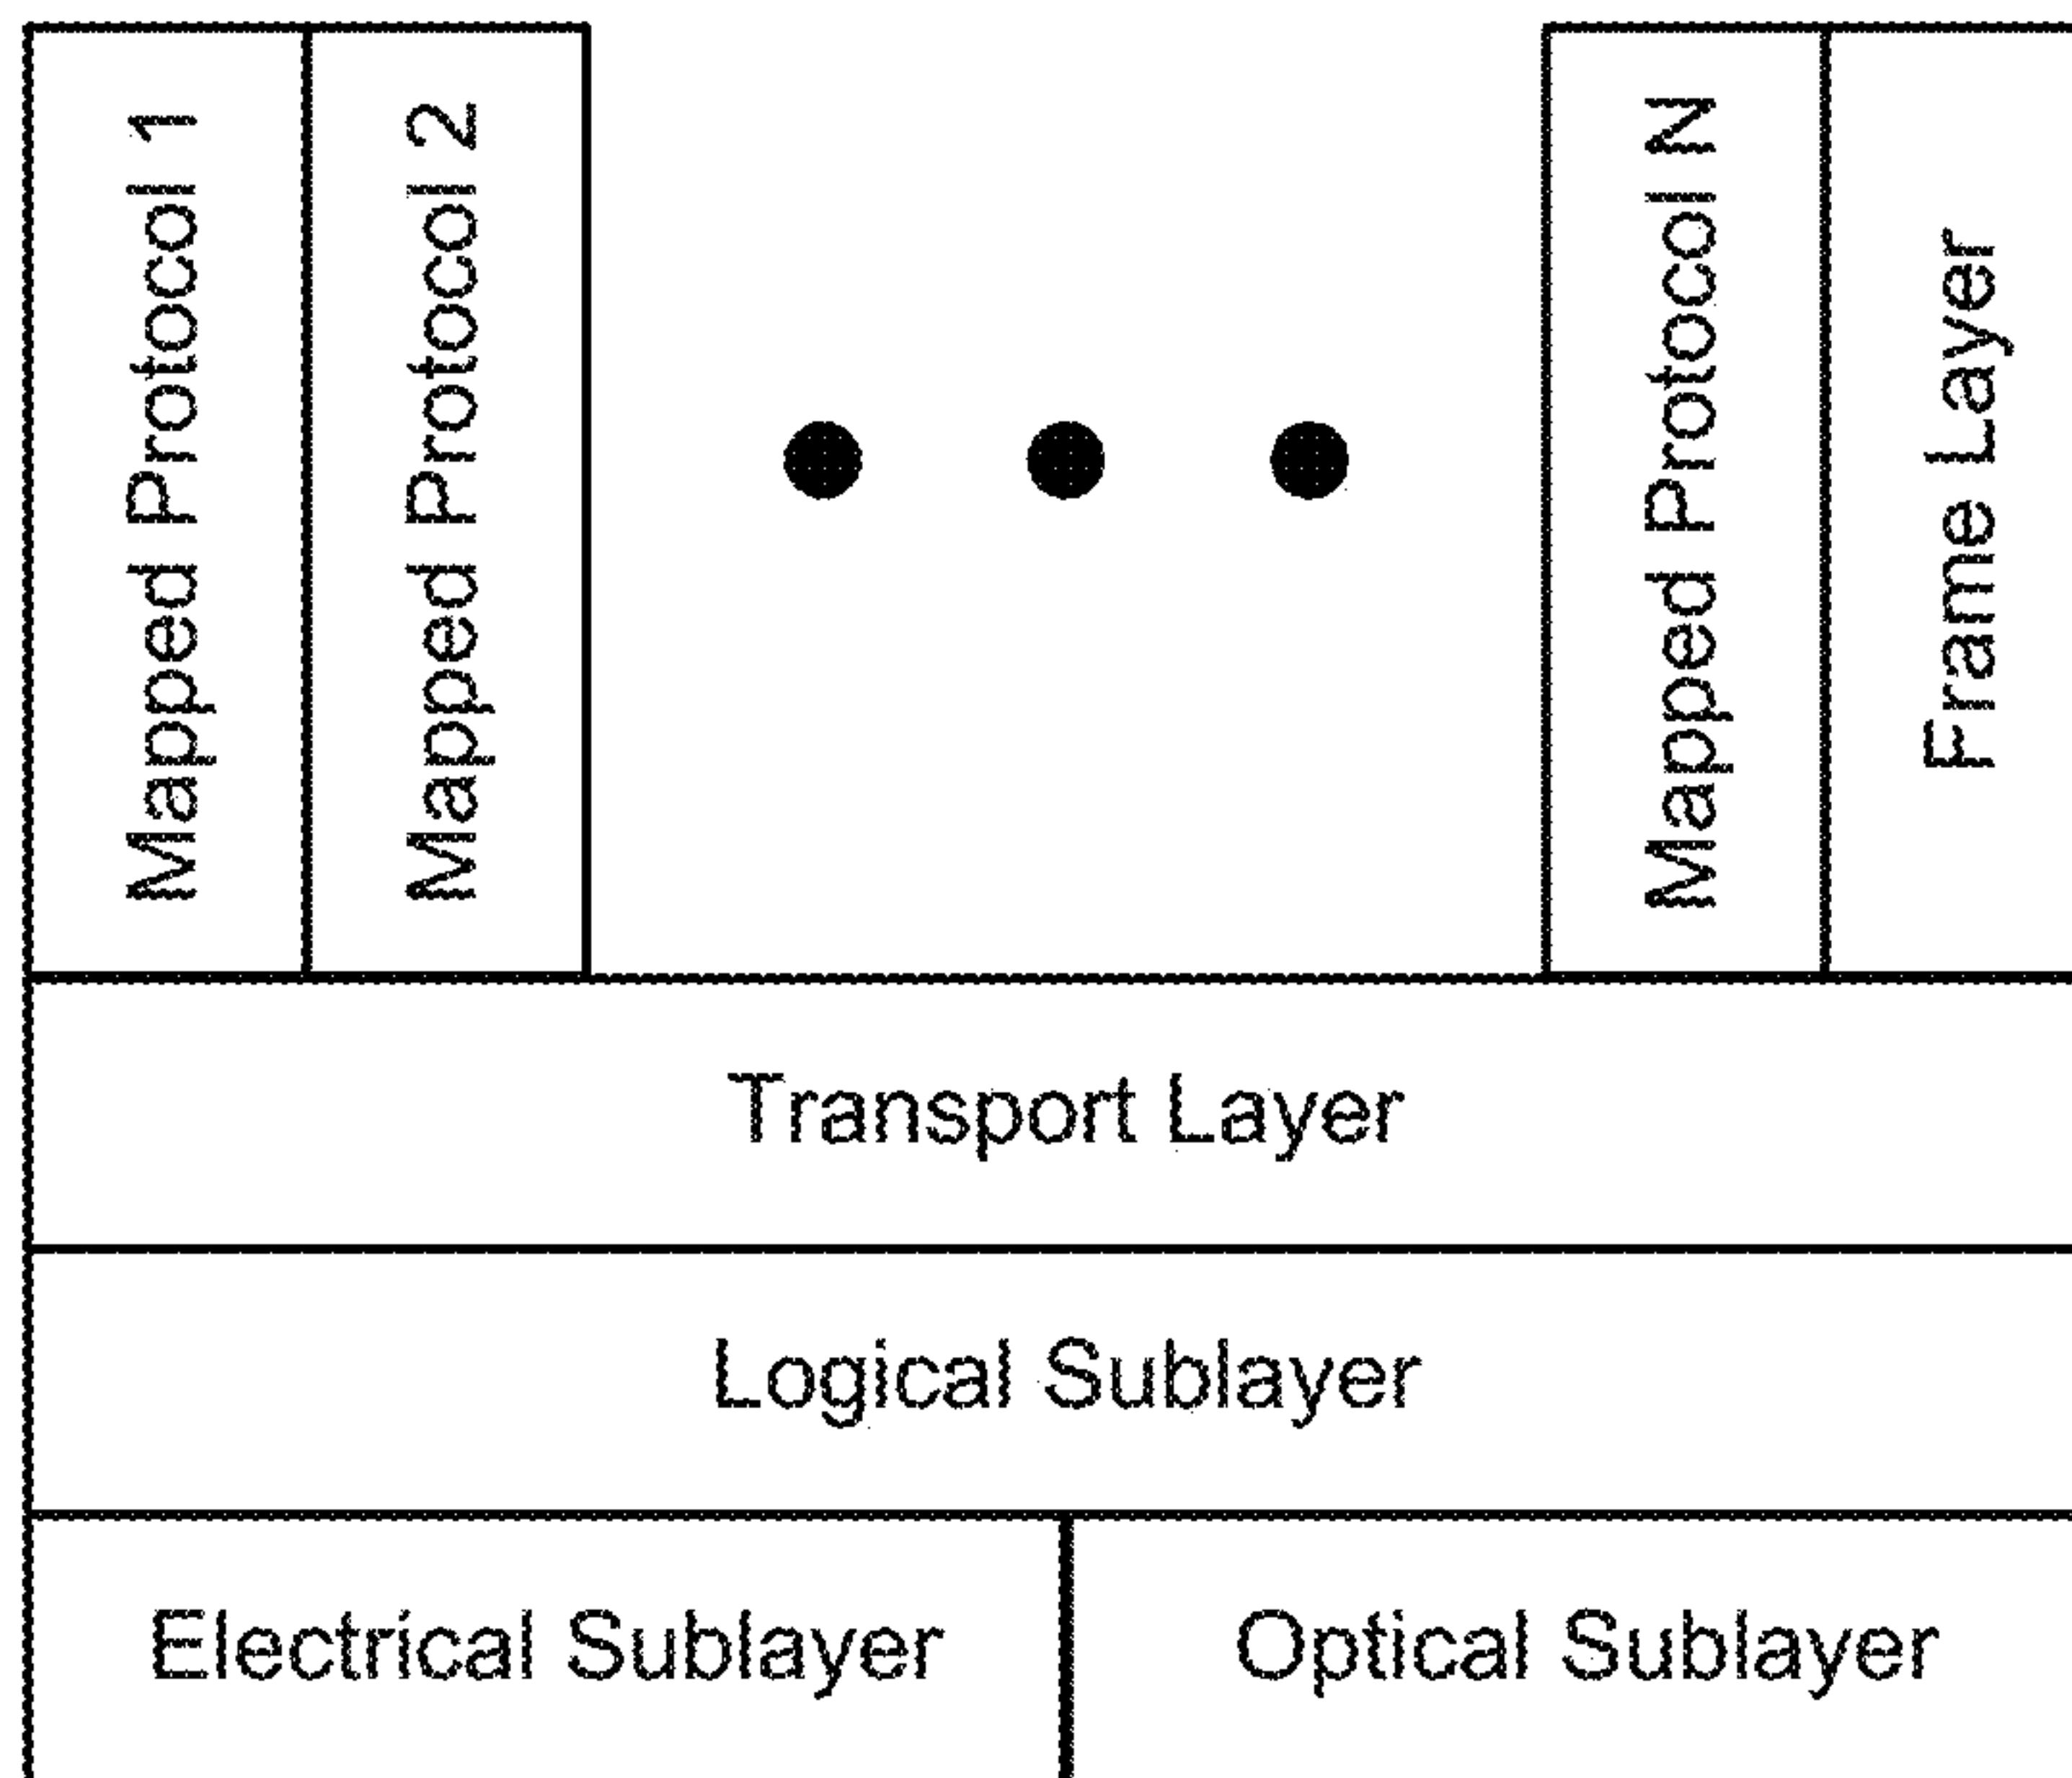 Mapped Protocol 1
Mapped Protocol 2
Mapped Protocol N
Frame Layer
Transport Layer
Logical Sublayer
Electrical Sublayer
Optical Sublayer